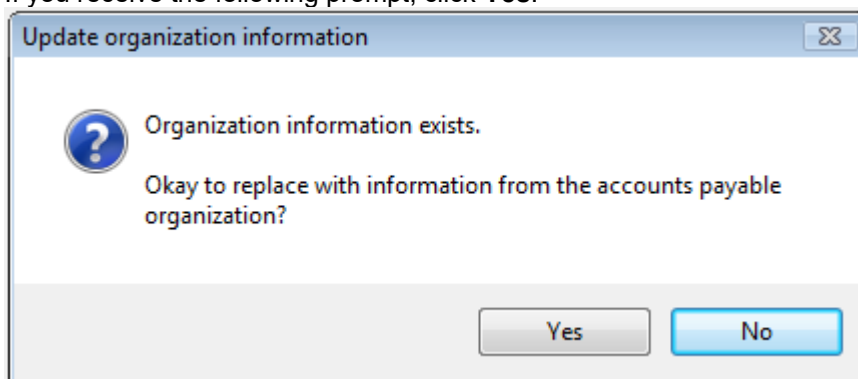 If you receive the following prompt, click Yes.
Update organization information
Organization information exists.
Okay to replace with information from the accounts payable
organization?
Yes
No